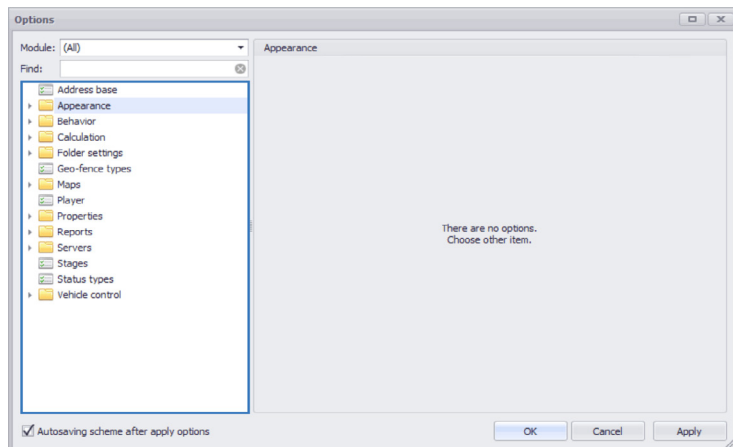 Options
Module: (All)
Find:
Address base
Appearance
Behavior
Calculation
Folder settings
Geo-fence types
Maps
Player
Properties
Reports
Servers
Stages
Status types
Vehicle control
Appearance
There are no options.
Choose other item.
Autosaving scheme after apply options
OK Cancel Apply